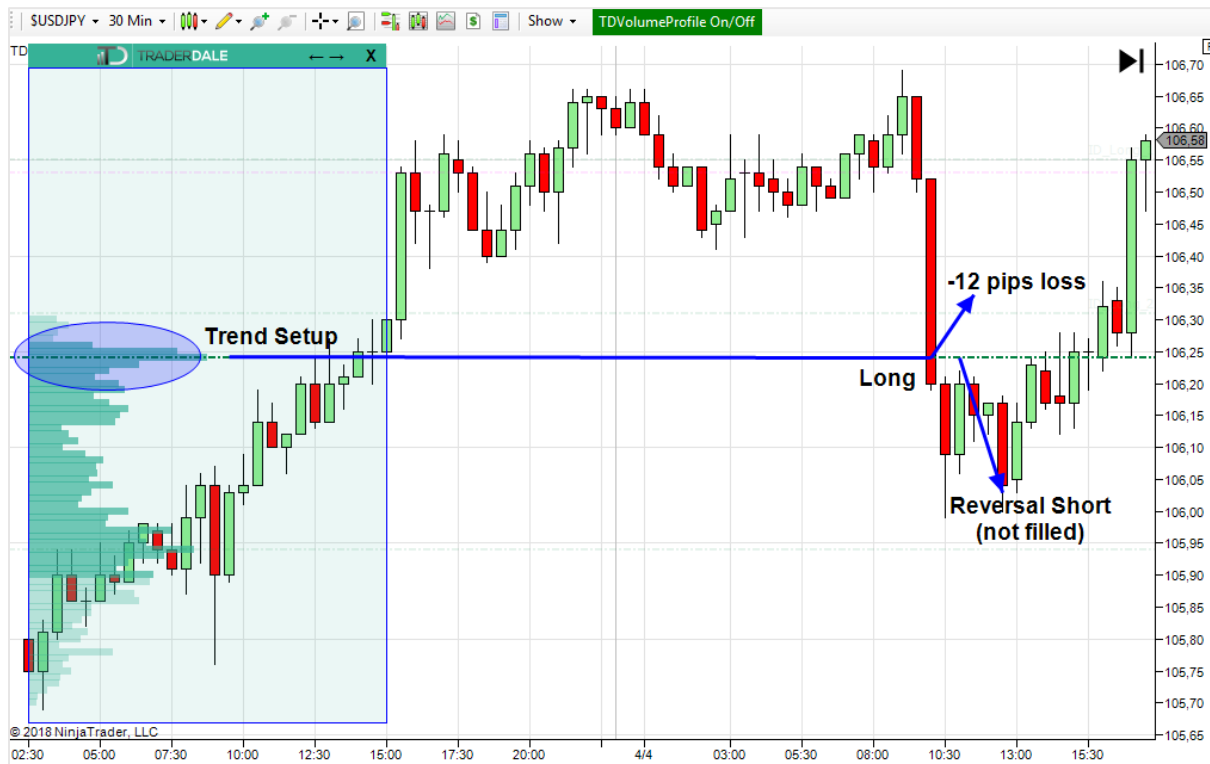 $USDJPY 30 Min Show TDVolumeProfile On/Off
TD TRADERDALE ← → X
106,70
106,65
106,60
106,58
106,55
106,50
106,45
106,40
-12 pips loss
106,35
Trend Setup
106,30
106,25
Long
106,20
106,15
106,10
106,05
Reversal Short
(not filled)
106,00
105,95
105,90
105,85
105,80
105,75
105,70
105,65
© 2018 NinjaTrader, LLC
02:30 05:00 07:30 10:00 12:30 15:00 17:30 20:00 4/4 03:00 05:30 08:00 10:30 13:00 15:30